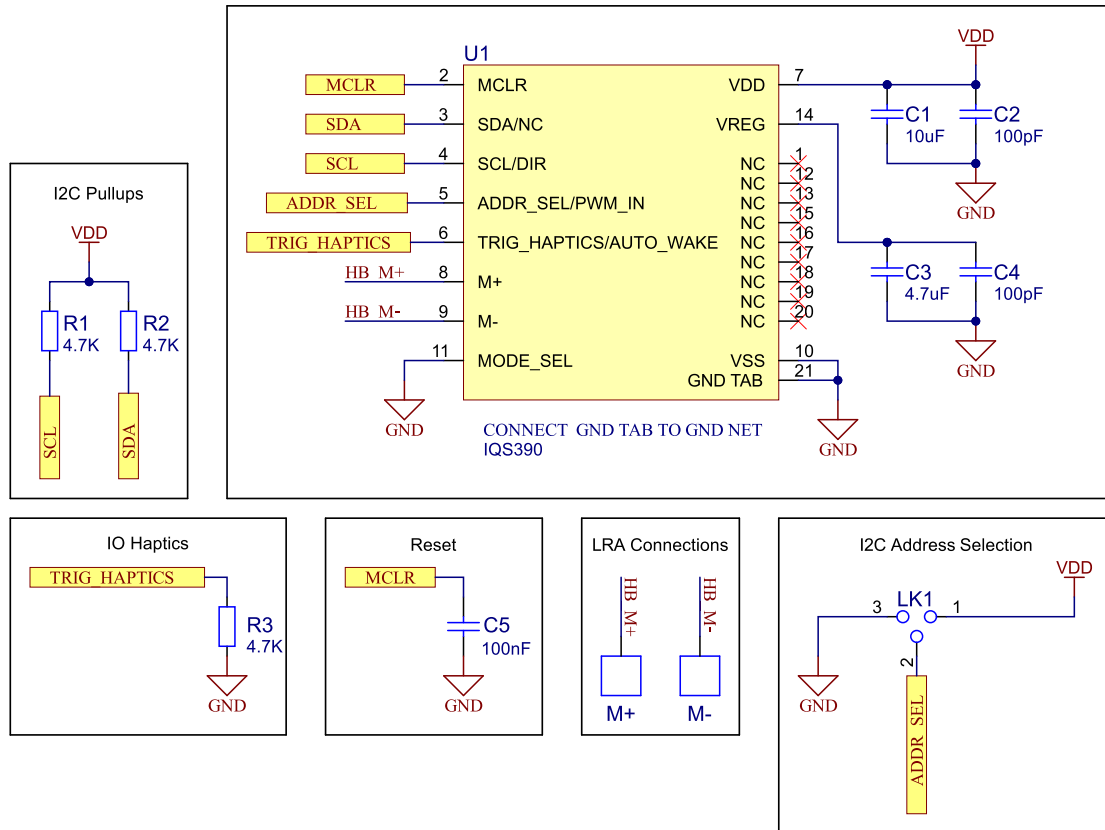 VDD
U1
MCLR
2
MCLR
VDD
7
C1
10uF
C2
100pF
SDA
3
SDA/NC
VREG
14
SCL
4
SCL/DIR
NC
1
NC
12
ADDR_SEL
5
ADDR_SEL/PWM_IN
NC
13
NC
15
TRIG_HAPTICS
6
TRIG_HAPTICS/AUTO_WAKE
NC
16
NC
17
HB M+
8
M+
NC
18
NC
19
HB M-
9
M-
NC
20
GND
C3
4.7uF
C4
100pF
GND
11
MODE_SEL
VSS
10
GND TAB
21
GND
GND
CONNECT GND TAB TO GND NET
IQS390
I2C Pullups
VDD
R1
4.7K
R2
4.7K
SCL
SDA
IO Haptics
TRIG_HAPTICS
R3
4.7K
GND
Reset
MCLR
C5
100nF
GND
LRA Connections
HB M+
HB M-
M+
M-
I2C Address Selection
VDD
LK1
3
1
2
GND
ADDR_SEL